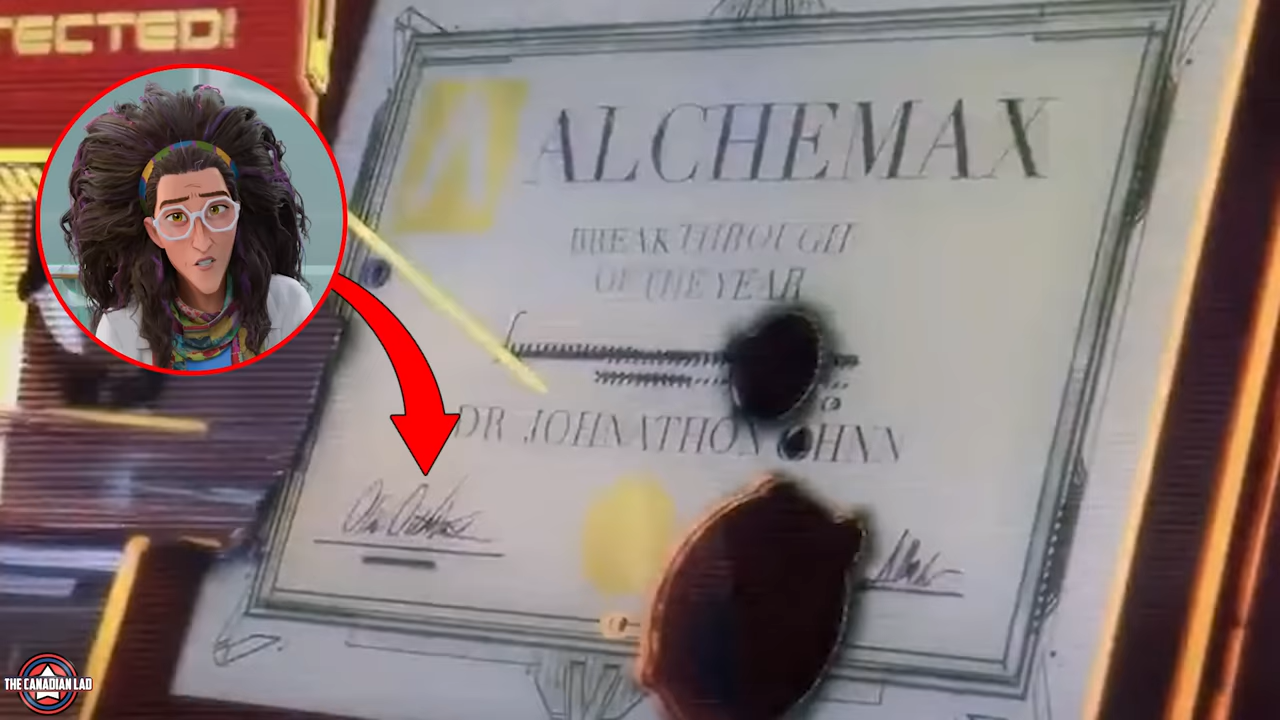 TECTED!
ALCHEMAX
BREAKTHROUGH
OF THE YEAR
DR JOHNATHON OHNN
THE CANADIAN LAD